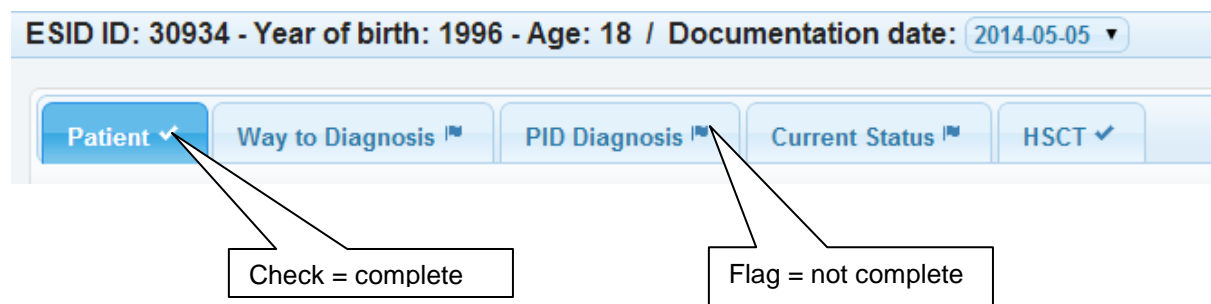 ESID ID: 30934 - Year of birth: 1996 - Age: 18 / Documentation date: 2014-05-05
Patient Way to Diagnosis PID Diagnosis Current Status HSCT
Check = complete Flag = not complete